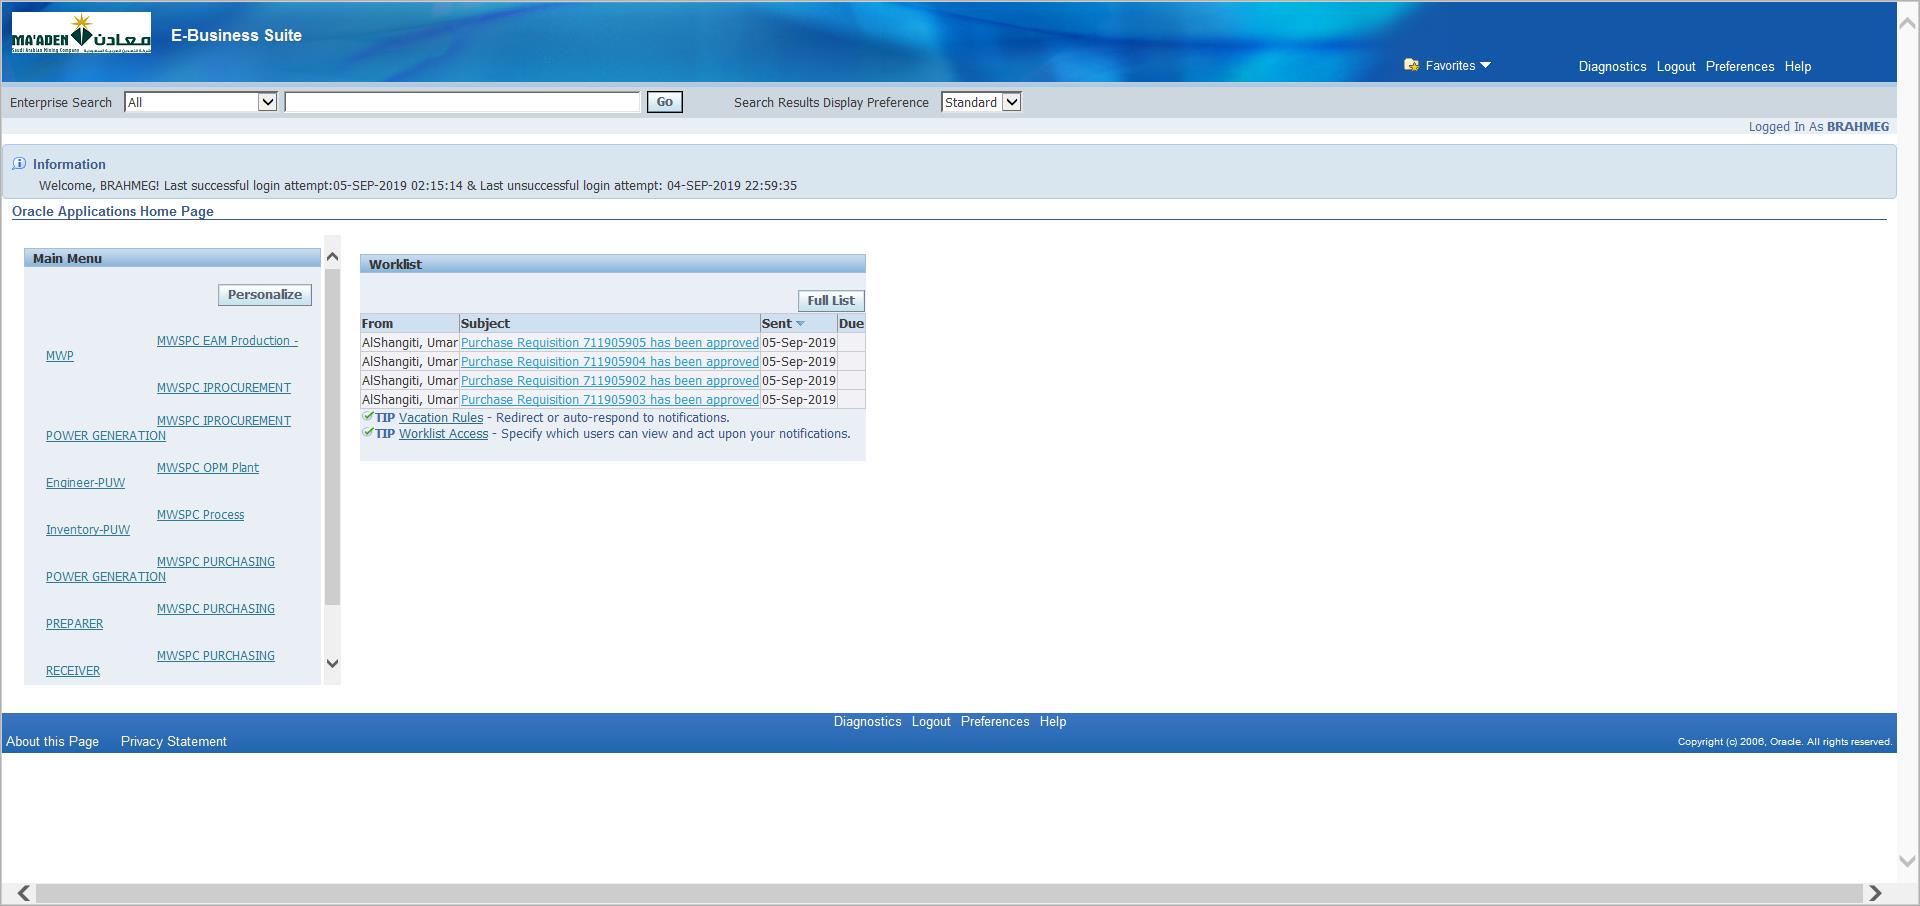 MA'ADEN معادن
Saudi Arabian Mining Company
E-Business Suite
Favorites
Diagnostics Logout Preferences Help
Enterprise Search All Go Search Results Display Preference Standard
Logged In As BRAHMEG
Information
Welcome, BRAHMEG! Last successful login attempt:05-SEP-2019 02:15:14 & Last unsuccessful login attempt: 04-SEP-2019 22:59:35
Oracle Applications Home Page
Main Menu
Personalize
MWSPC EAM Production -
MWP
MWSPC IPROCUREMENT
MWSPC IPROCUREMENT
POWER GENERATION
MWSPC OPM Plant
Engineer-PUW
MWSPC Process
Inventory-PUW
MWSPC PURCHASING
POWER GENERATION
MWSPC PURCHASING
PREPARER
MWSPC PURCHASING
RECEIVER
Worklist
Full List
From Subject Sent Due
AlShangiti, Umar Purchase Requisition 711905905 has been approved 05-Sep-2019
AlShangiti, Umar Purchase Requisition 711905904 has been approved 05-Sep-2019
AlShangiti, Umar Purchase Requisition 711905902 has been approved 05-Sep-2019
AlShangiti, Umar Purchase Requisition 711905903 has been approved 05-Sep-2019
TIP Vacation Rules - Redirect or auto-respond to notifications.
TIP Worklist Access - Specify which users can view and act upon your notifications.
Diagnostics Logout Preferences Help
About this Page Privacy Statement
Copyright (c) 2006, Oracle. All rights reserved.